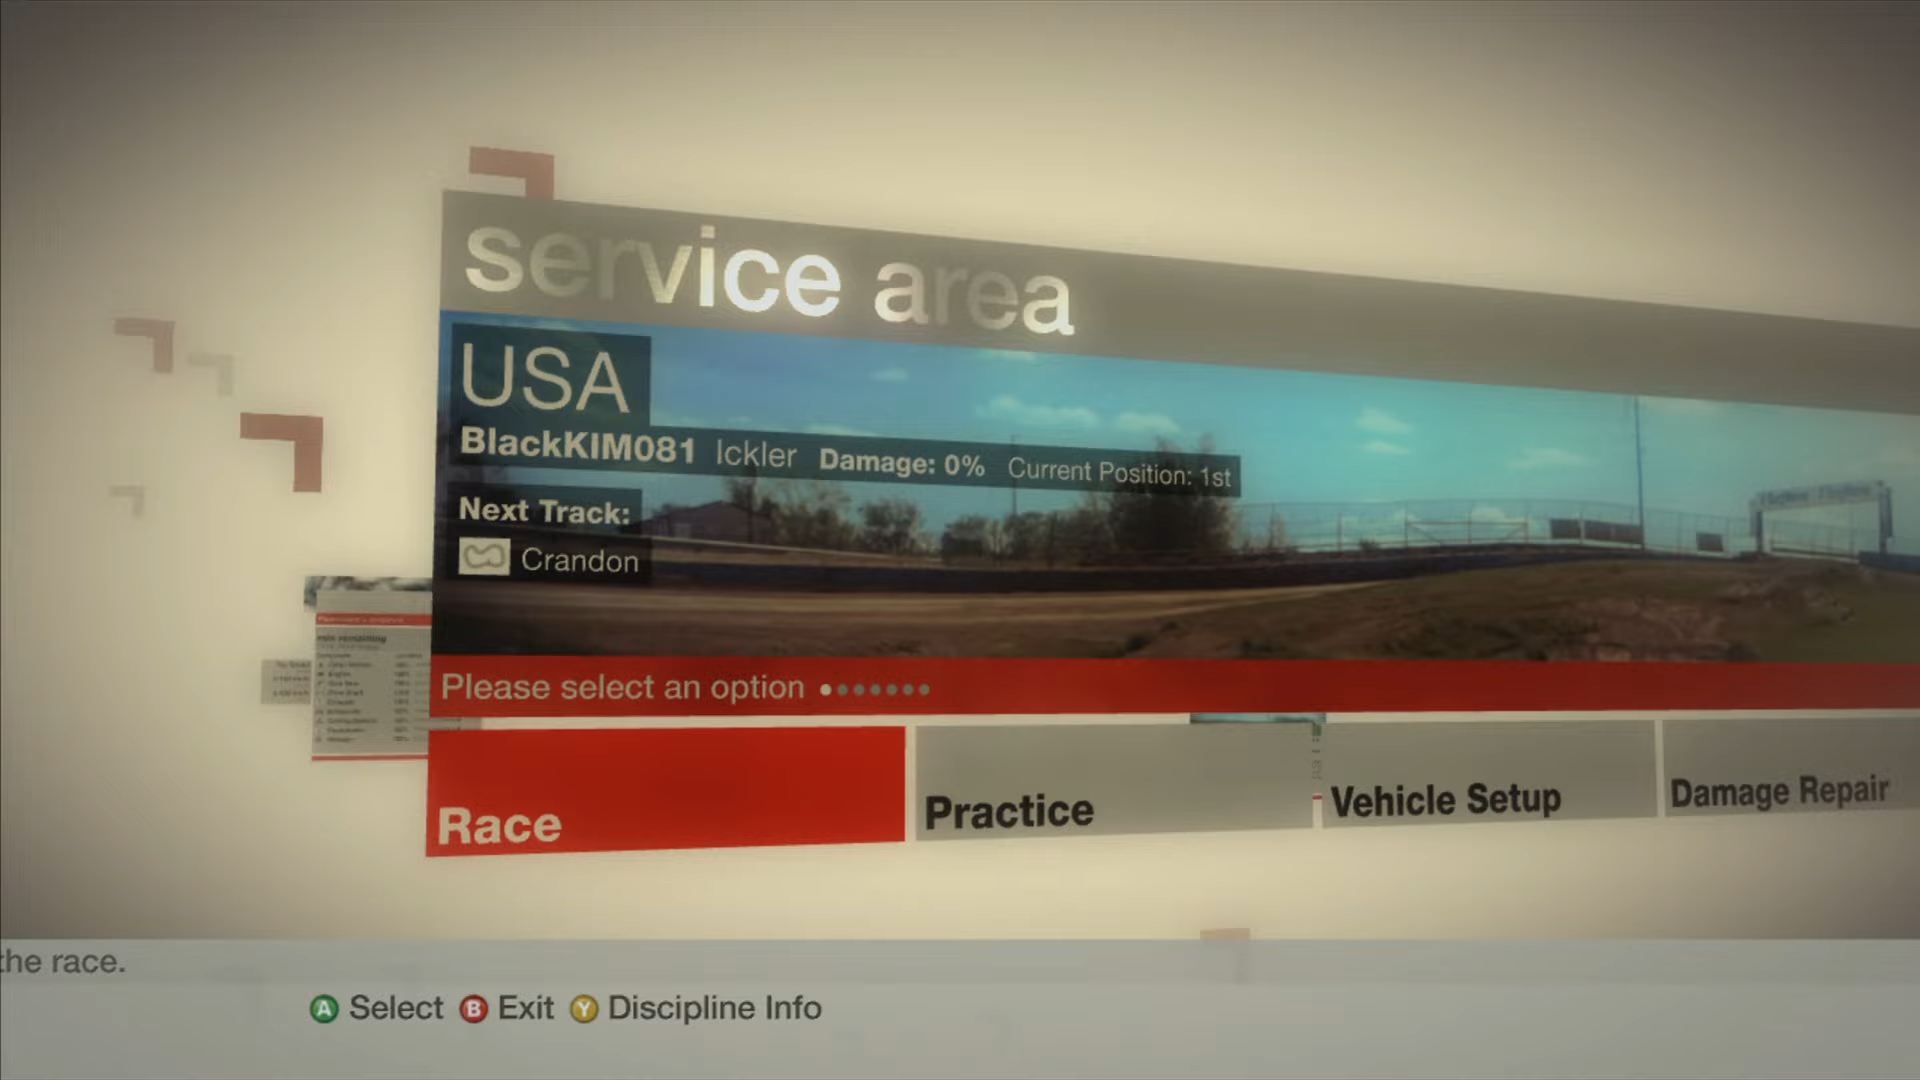 service area
USA
BlackKIM081 Ickler Damage: 0% Current Position: 1st
Next Track:
Crandon
Please select an option
Race
Practice
Vehicle Setup
Damage Repair
the race.
A Select B Exit Y Discipline Info